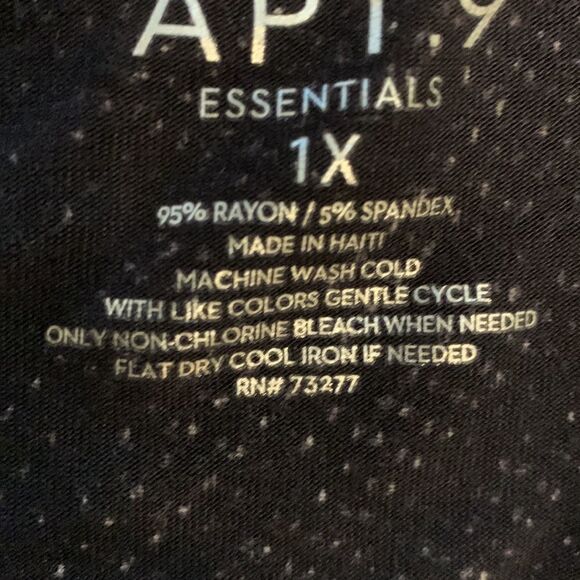 APT.9
ESSENTIALS
1X
95% RAYON / 5% SPANDEX
MADE IN HAITI
MACHINE WASH COLD
WITH LIKE COLORS GENTLE CYCLE
ONLY NON-CHLORINE BLEACH WHEN NEEDED
FLAT DRY COOL IRON IF NEEDED
RN# 73277